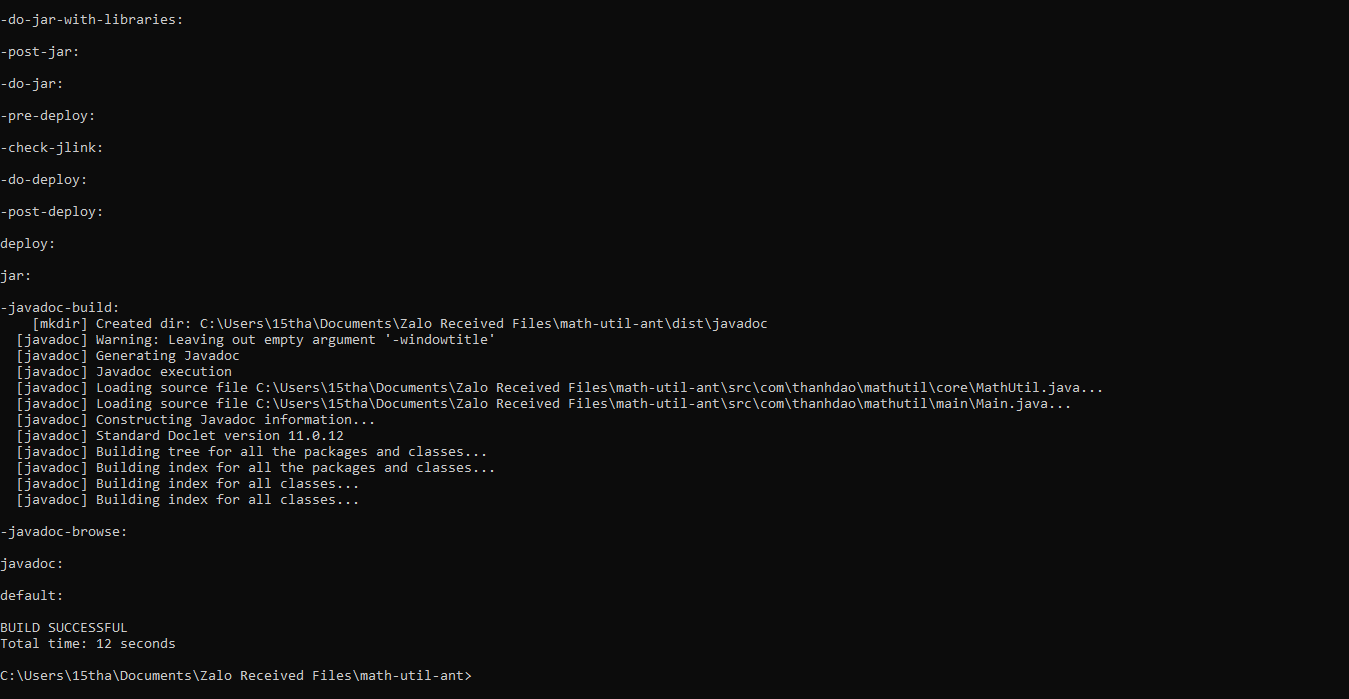 -do-jar-with-libraries:
-post-jar:
-do-jar:
-pre-deploy:
-check-jlink:
-do-deploy:
-post-deploy:
deploy:
jar:
-javadoc-build:
    [mkdir] Created dir: C:\Users\15tha\Documents\Zalo Received Files\math-util-ant\dist\javadoc
  [javadoc] Warning: Leaving out empty argument '-windowtitle'
  [javadoc] Generating Javadoc
  [javadoc] Javadoc execution
  [javadoc] Loading source file C:\Users\15tha\Documents\Zalo Received Files\math-util-ant\src\com\thanhdao\mathutil\core\MathUtil.java...
  [javadoc] Loading source file C:\Users\15tha\Documents\Zalo Received Files\math-util-ant\src\com\thanhdao\mathutil\main\Main.java...
  [javadoc] Constructing Javadoc information...
  [javadoc] Standard Doclet version 11.0.12
  [javadoc] Building tree for all the packages and classes...
  [javadoc] Building index for all the packages and classes...
  [javadoc] Building index for all classes...
  [javadoc] Building index for all classes...
-javadoc-browse:
javadoc:
default:
BUILD SUCCESSFUL
Total time: 12 seconds
C:\Users\15tha\Documents\Zalo Received Files\math-util-ant>